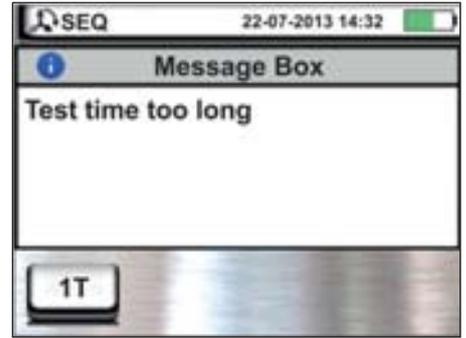 SEQ 22-07-2013 14:32
Message Box
Test time too long
1T